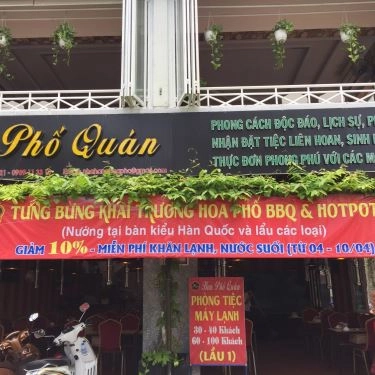 Phố Quán
PHONG CÁCH ĐỘC ĐÁO, LỊCH SỰ,
NHẬN ĐẶT TIỆC LIÊN HOAN, SINH
THỰC ĐƠN PHONG PHÚ VỚI CÁC
TƯNG BỪNG KHAI TRƯƠNG HOA PHỐ BBQ & HOTPOT
(Nướng tại bàn kiểu Hàn Quốc và lẩu các loại)
GIẢM 10% - MIỄN PHÍ KHĂN LẠNH, NƯỚC SUỐI (TỪ 04 - 10/04)
Hoa Phố Quán
PHÒNG TIỆC
MÁY LẠNH
30 - 40 Khách
60 - 100 Khách
(LẦU 1)